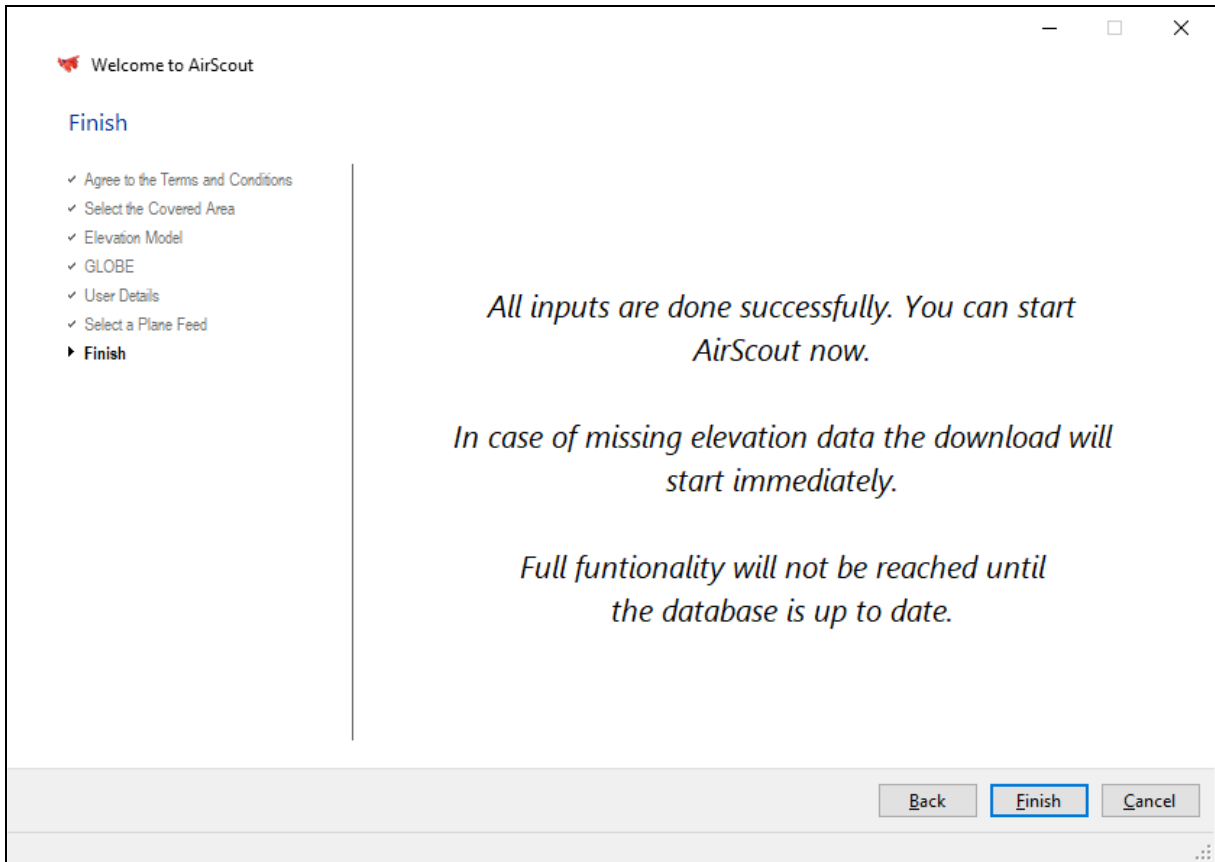 Welcome to AirScout
Finish
Agree to the Terms and Conditions
Select the Covered Area
Elevation Model
GLOBE
User Details
Select a Plane Feed
Finish
All inputs are done successfully. You can start
AirScout now.
In case of missing elevation data the download will
start immediately.
Full funtionality will not be reached until
the database is up to date.
Back Finish Cancel